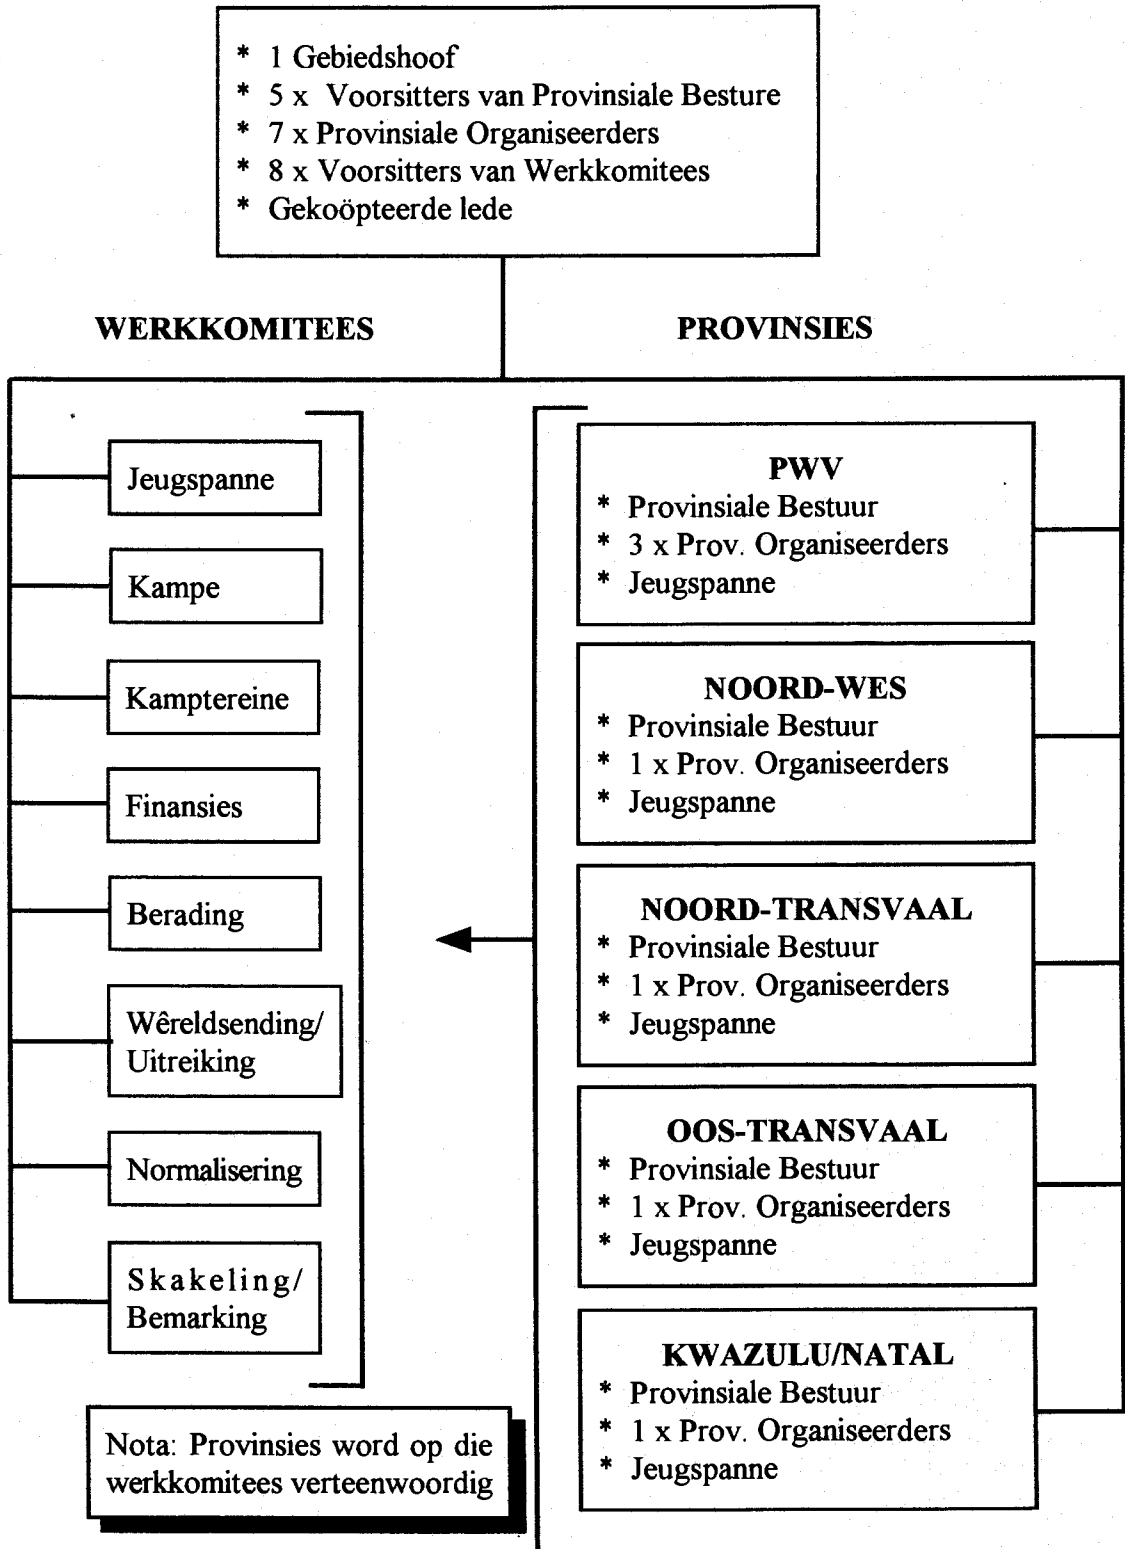 * 1 Gebiedshoof
* 5 x Voorsitters van Provinsiale Besture
* 7 x Provinsiale Organiseerders
* 8 x Voorsitters van Werkkomitees
* Gekoöpteerde lede
WERKKOMITEES
Jeugspanne
Kampe
Kamptereine
Finansies
Berading
Wêreldsending/
Uitreiking
Normalisering
Skakeling/
Bemarking
Nota: Provinsies word op die
werkkomitees verteenwoordig
PROVINSIES
PWV
* Provinsiale Bestuur
* 3 x Prov. Organiseerders
* Jeugspanne
NOORD-WES
* Provinsiale Bestuur
* 1 x Prov. Organiseerders
* Jeugspanne
NOORD-TRANSVAAL
* Provinsiale Bestuur
* 1 x Prov. Organiseerders
* Jeugspanne
OOS-TRANSVAAL
* Provinsiale Bestuur
* 1 x Prov. Organiseerders
* Jeugspanne
KWAZULU/NATAL
* Provinsiale Bestuur
* 1 x Prov. Organiseerders
* Jeugspanne